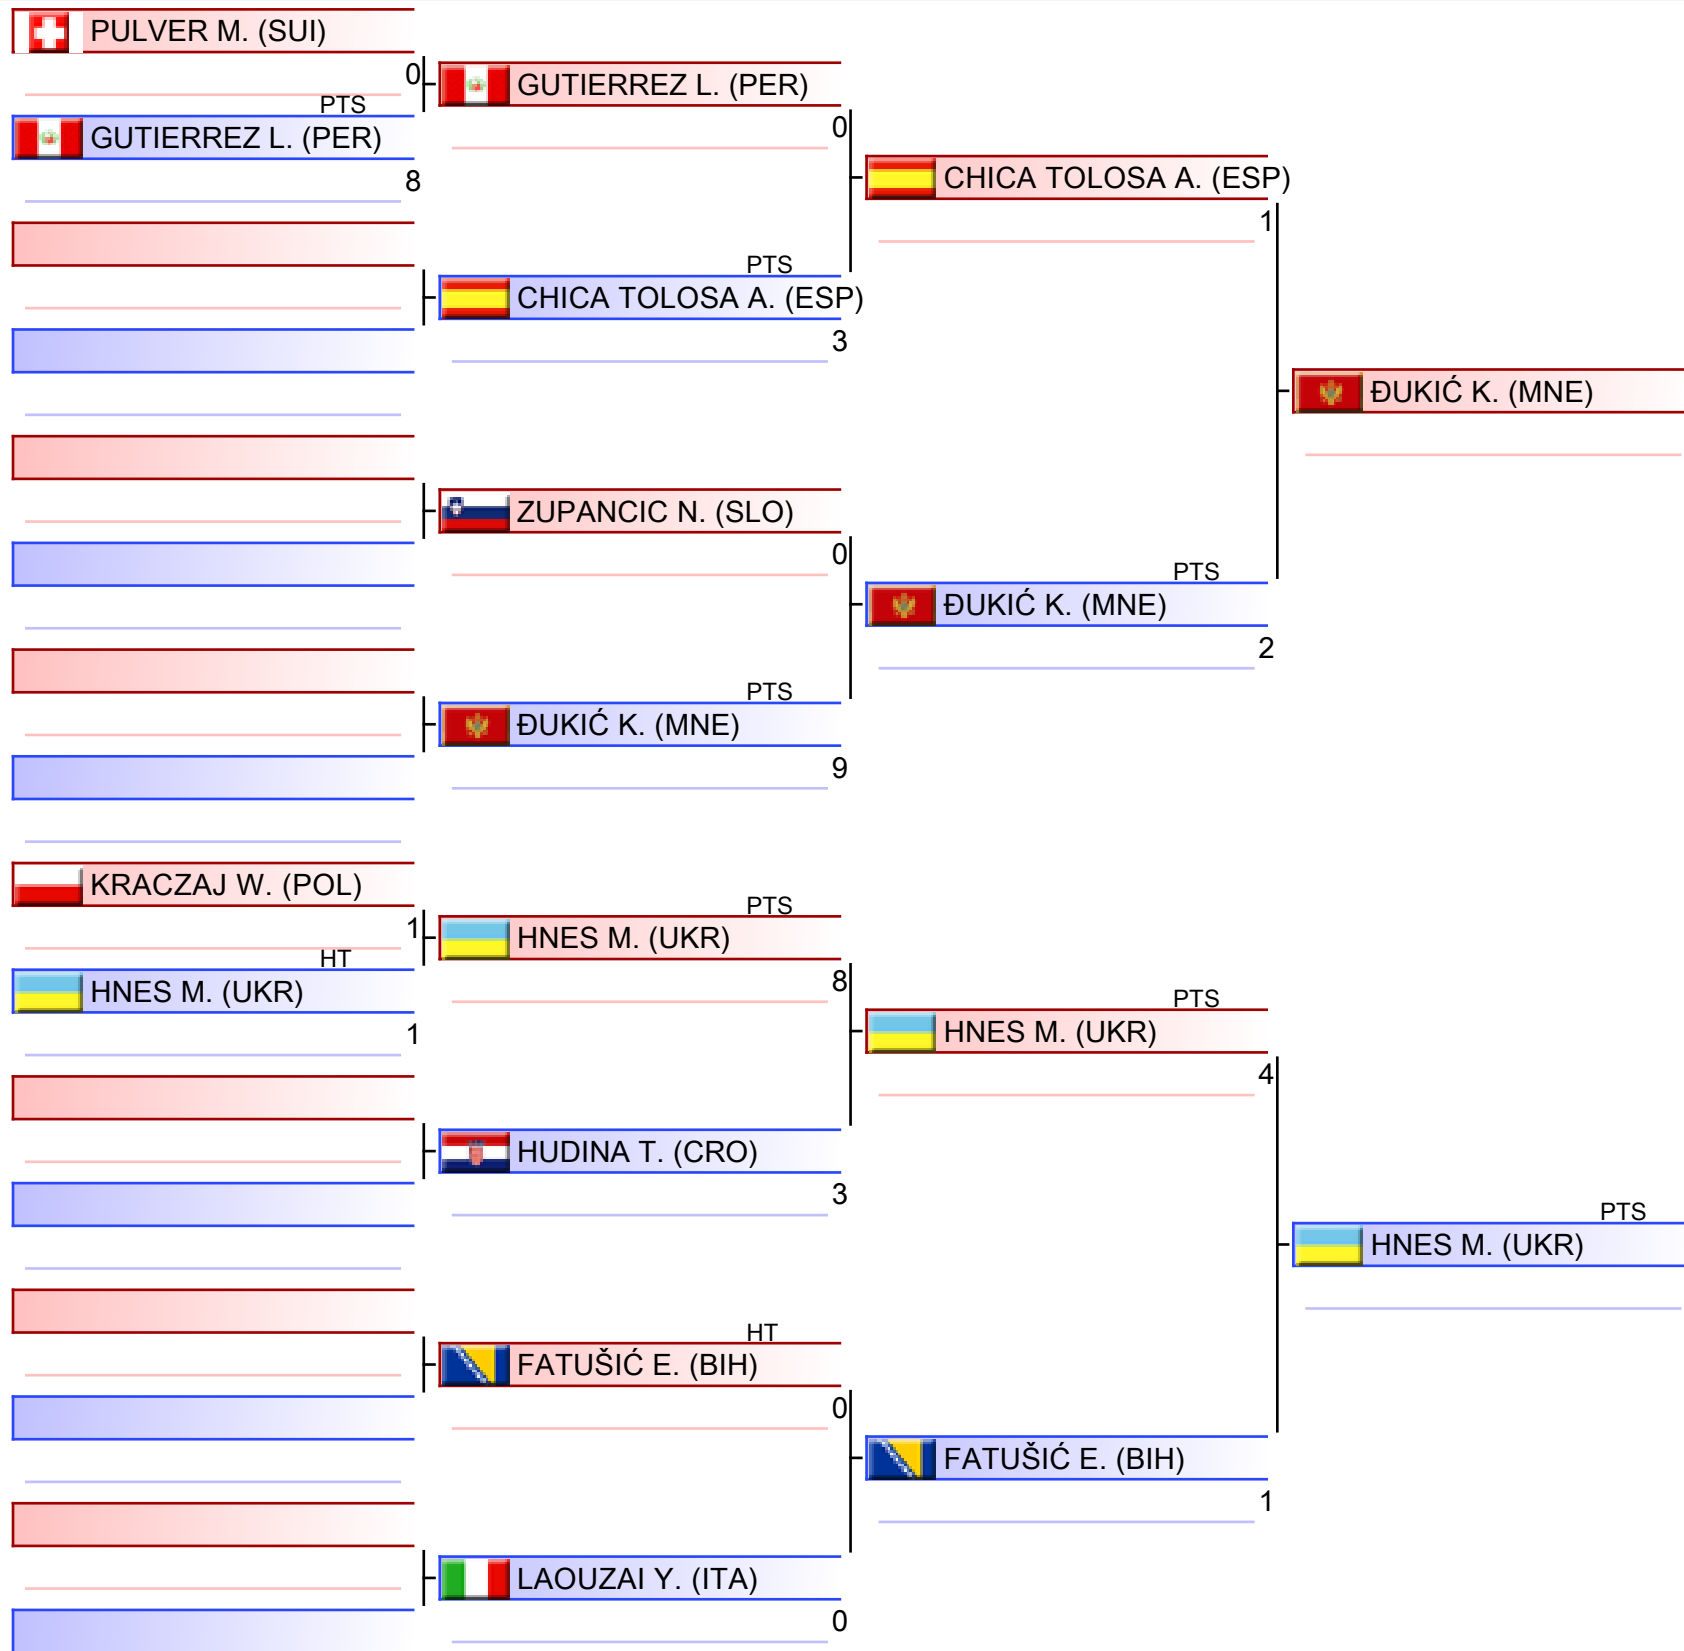 PULVER M. (SUI)
0
PTS
GUTIERREZ L. (PER)
8
GUTIERREZ L. (PER)
0
PTS
CHICA TOLOSA A. (ESP)
3
CHICA TOLOSA A. (ESP)
1
ZUPANCIC N. (SLO)
0
PTS
ĐUKIĆ K. (MNE)
9
PTS
ĐUKIĆ K. (MNE)
2
ĐUKIĆ K. (MNE)
KRACZAJ W. (POL)
1
HT
HNES M. (UKR)
1
PTS
HNES M. (UKR)
8
HUDINA T. (CRO)
3
PTS
HNES M. (UKR)
4
HT
FATUŠIĆ E. (BIH)
0
LAOUZAI Y. (ITA)
0
FATUŠIĆ E. (BIH)
1
PTS
HNES M. (UKR)